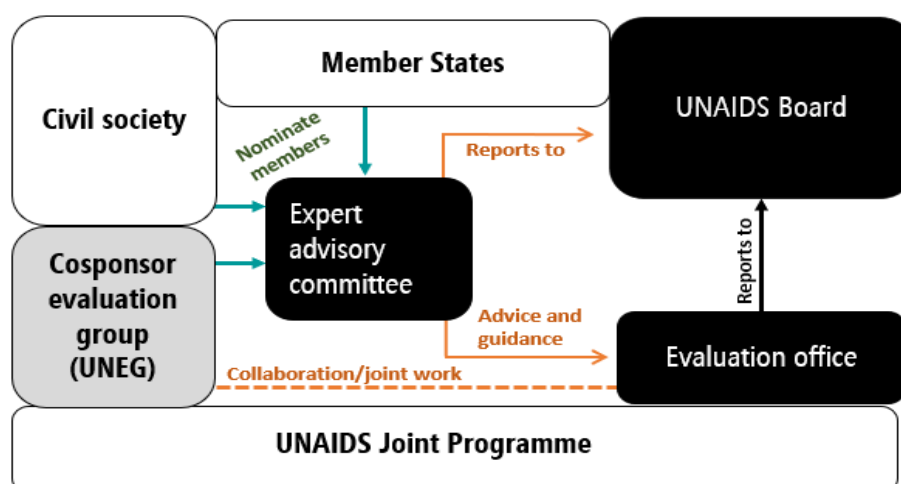 Member States
Civil society
UNAIDS Board
Nominate
members
Reports to
Expert
advisory
committee
Reports to
Cosponsor
evaluation
group
(UNEG)
Advice and
guidance
Evaluation office
Collaboration/joint work
UNAIDS Joint Programme